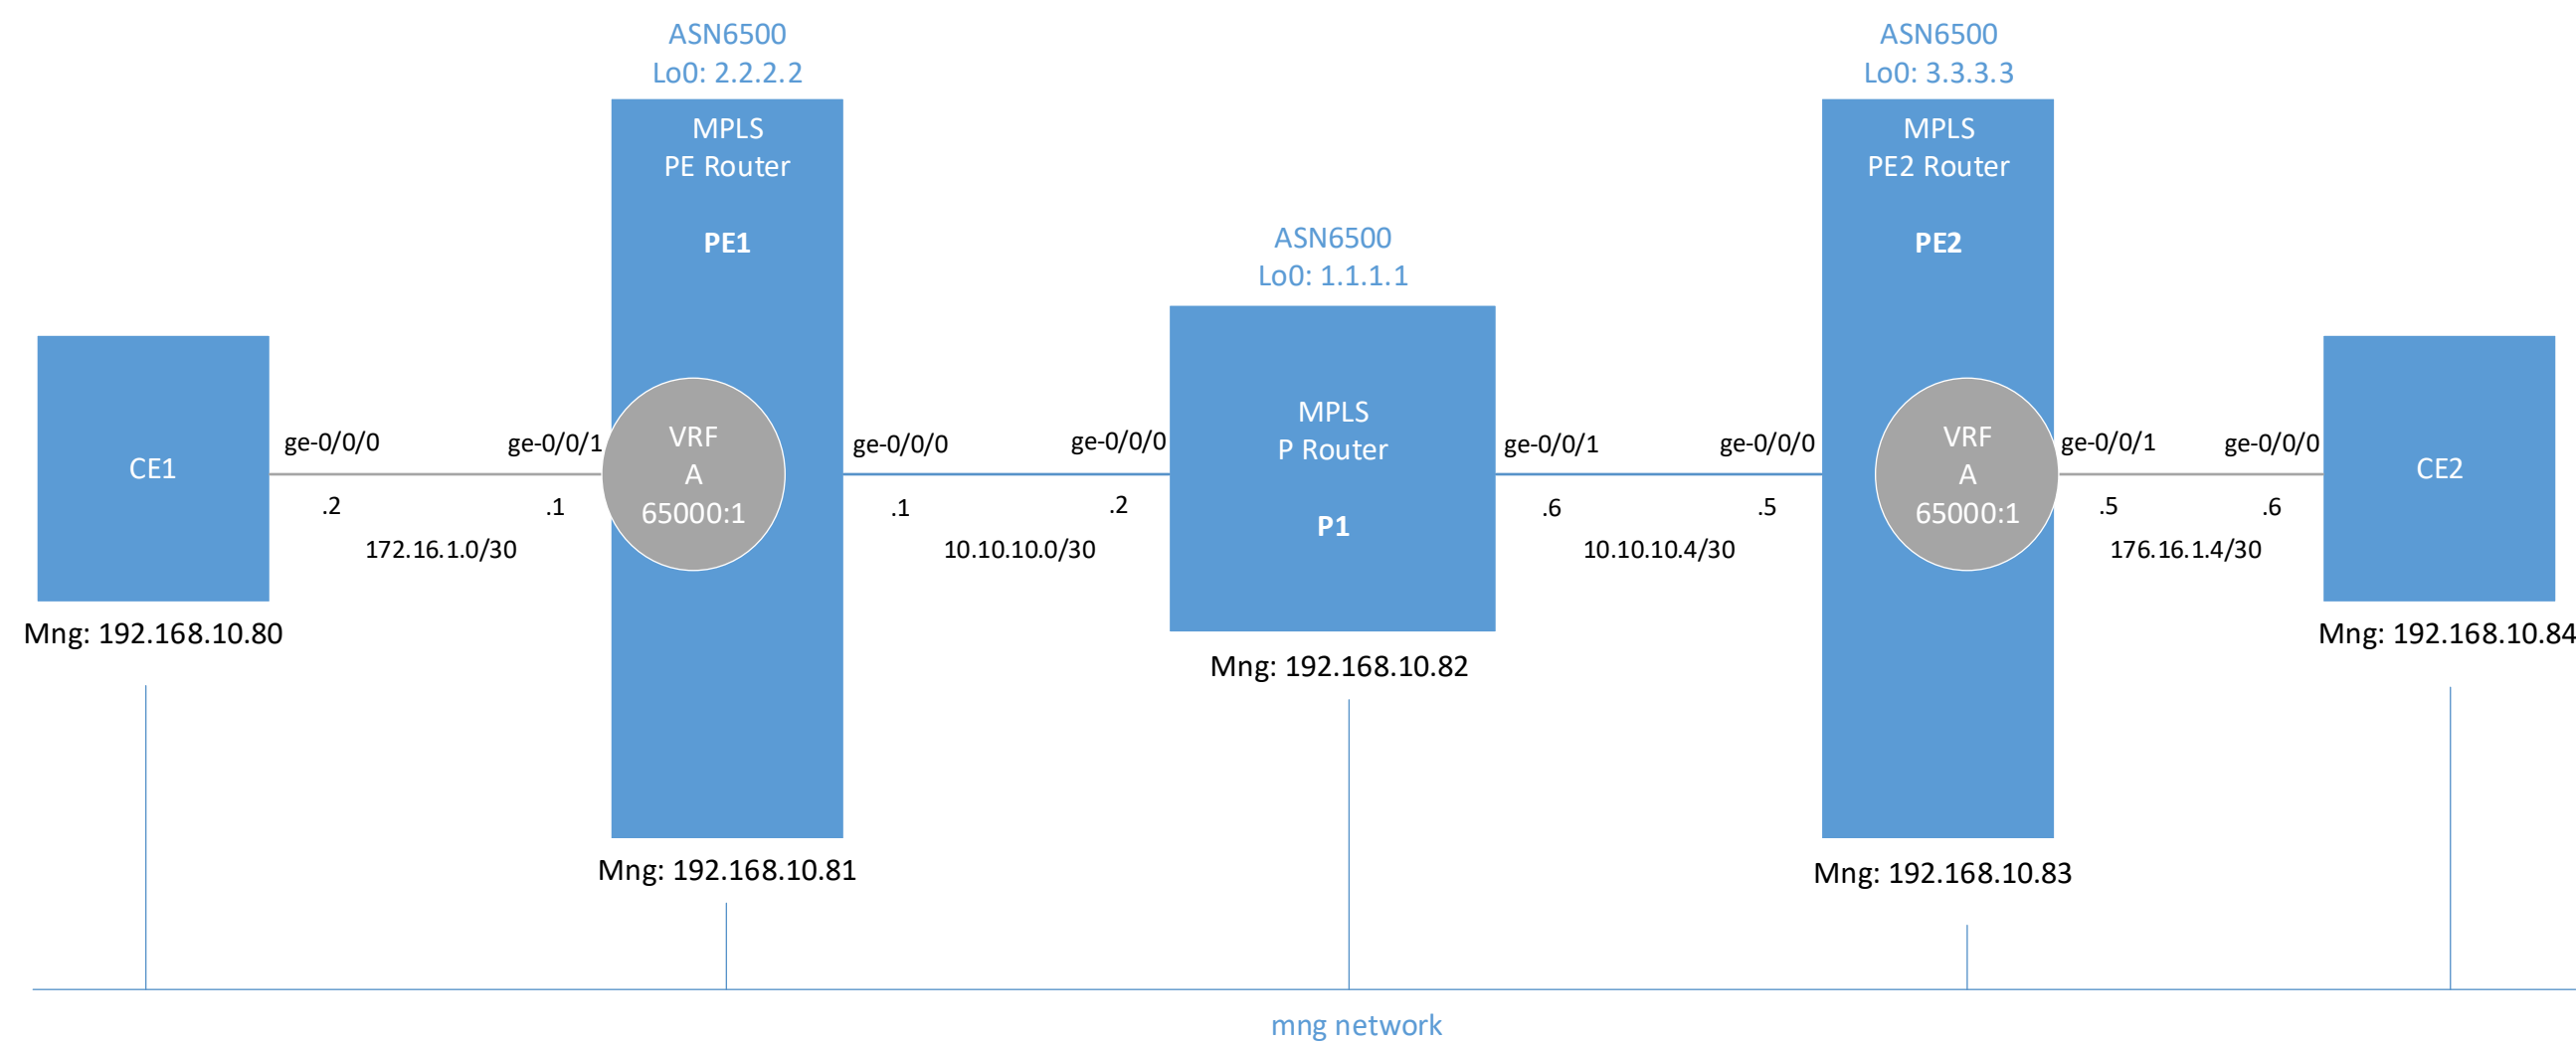 ASN6500
Lo0: 2.2.2.2
ASN6500
Lo0: 3.3.3.3
MPLS
PE Router
PE1
MPLS
PE2 Router
PE2
ASN6500
Lo0: 1.1.1.1
CE1
ge-0/0/0
.2
172.16.1.0/30
ge-0/0/1
.1
VRF
A
65000:1
ge-0/0/0
.1
10.10.10.0/30
ge-0/0/0
.2
MPLS
P Router
P1
ge-0/0/1
.6
10.10.10.4/30
ge-0/0/0
.5
VRF
A
65000:1
ge-0/0/1
.5
176.16.1.4/30
ge-0/0/0
.6
CE2
Mng: 192.168.10.80
Mng: 192.168.10.82
Mng: 192.168.10.84
Mng: 192.168.10.81
Mng: 192.168.10.83
mng network